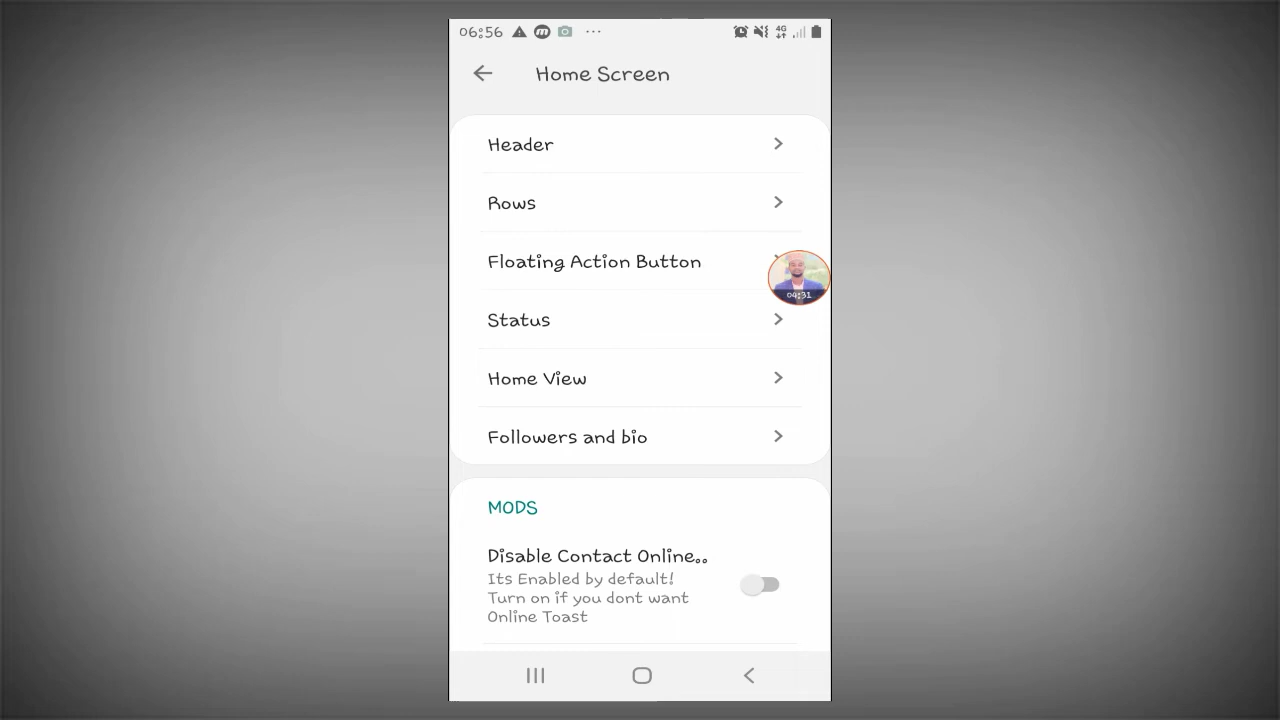 06:56
4G
Home Screen
Header
Rows
Floating Action Button
04:31
Status
Home View
Followers and bio
MODS
Disable Contact Online..
Its Enabled by default!
Turn on if you dont want
Online Toast